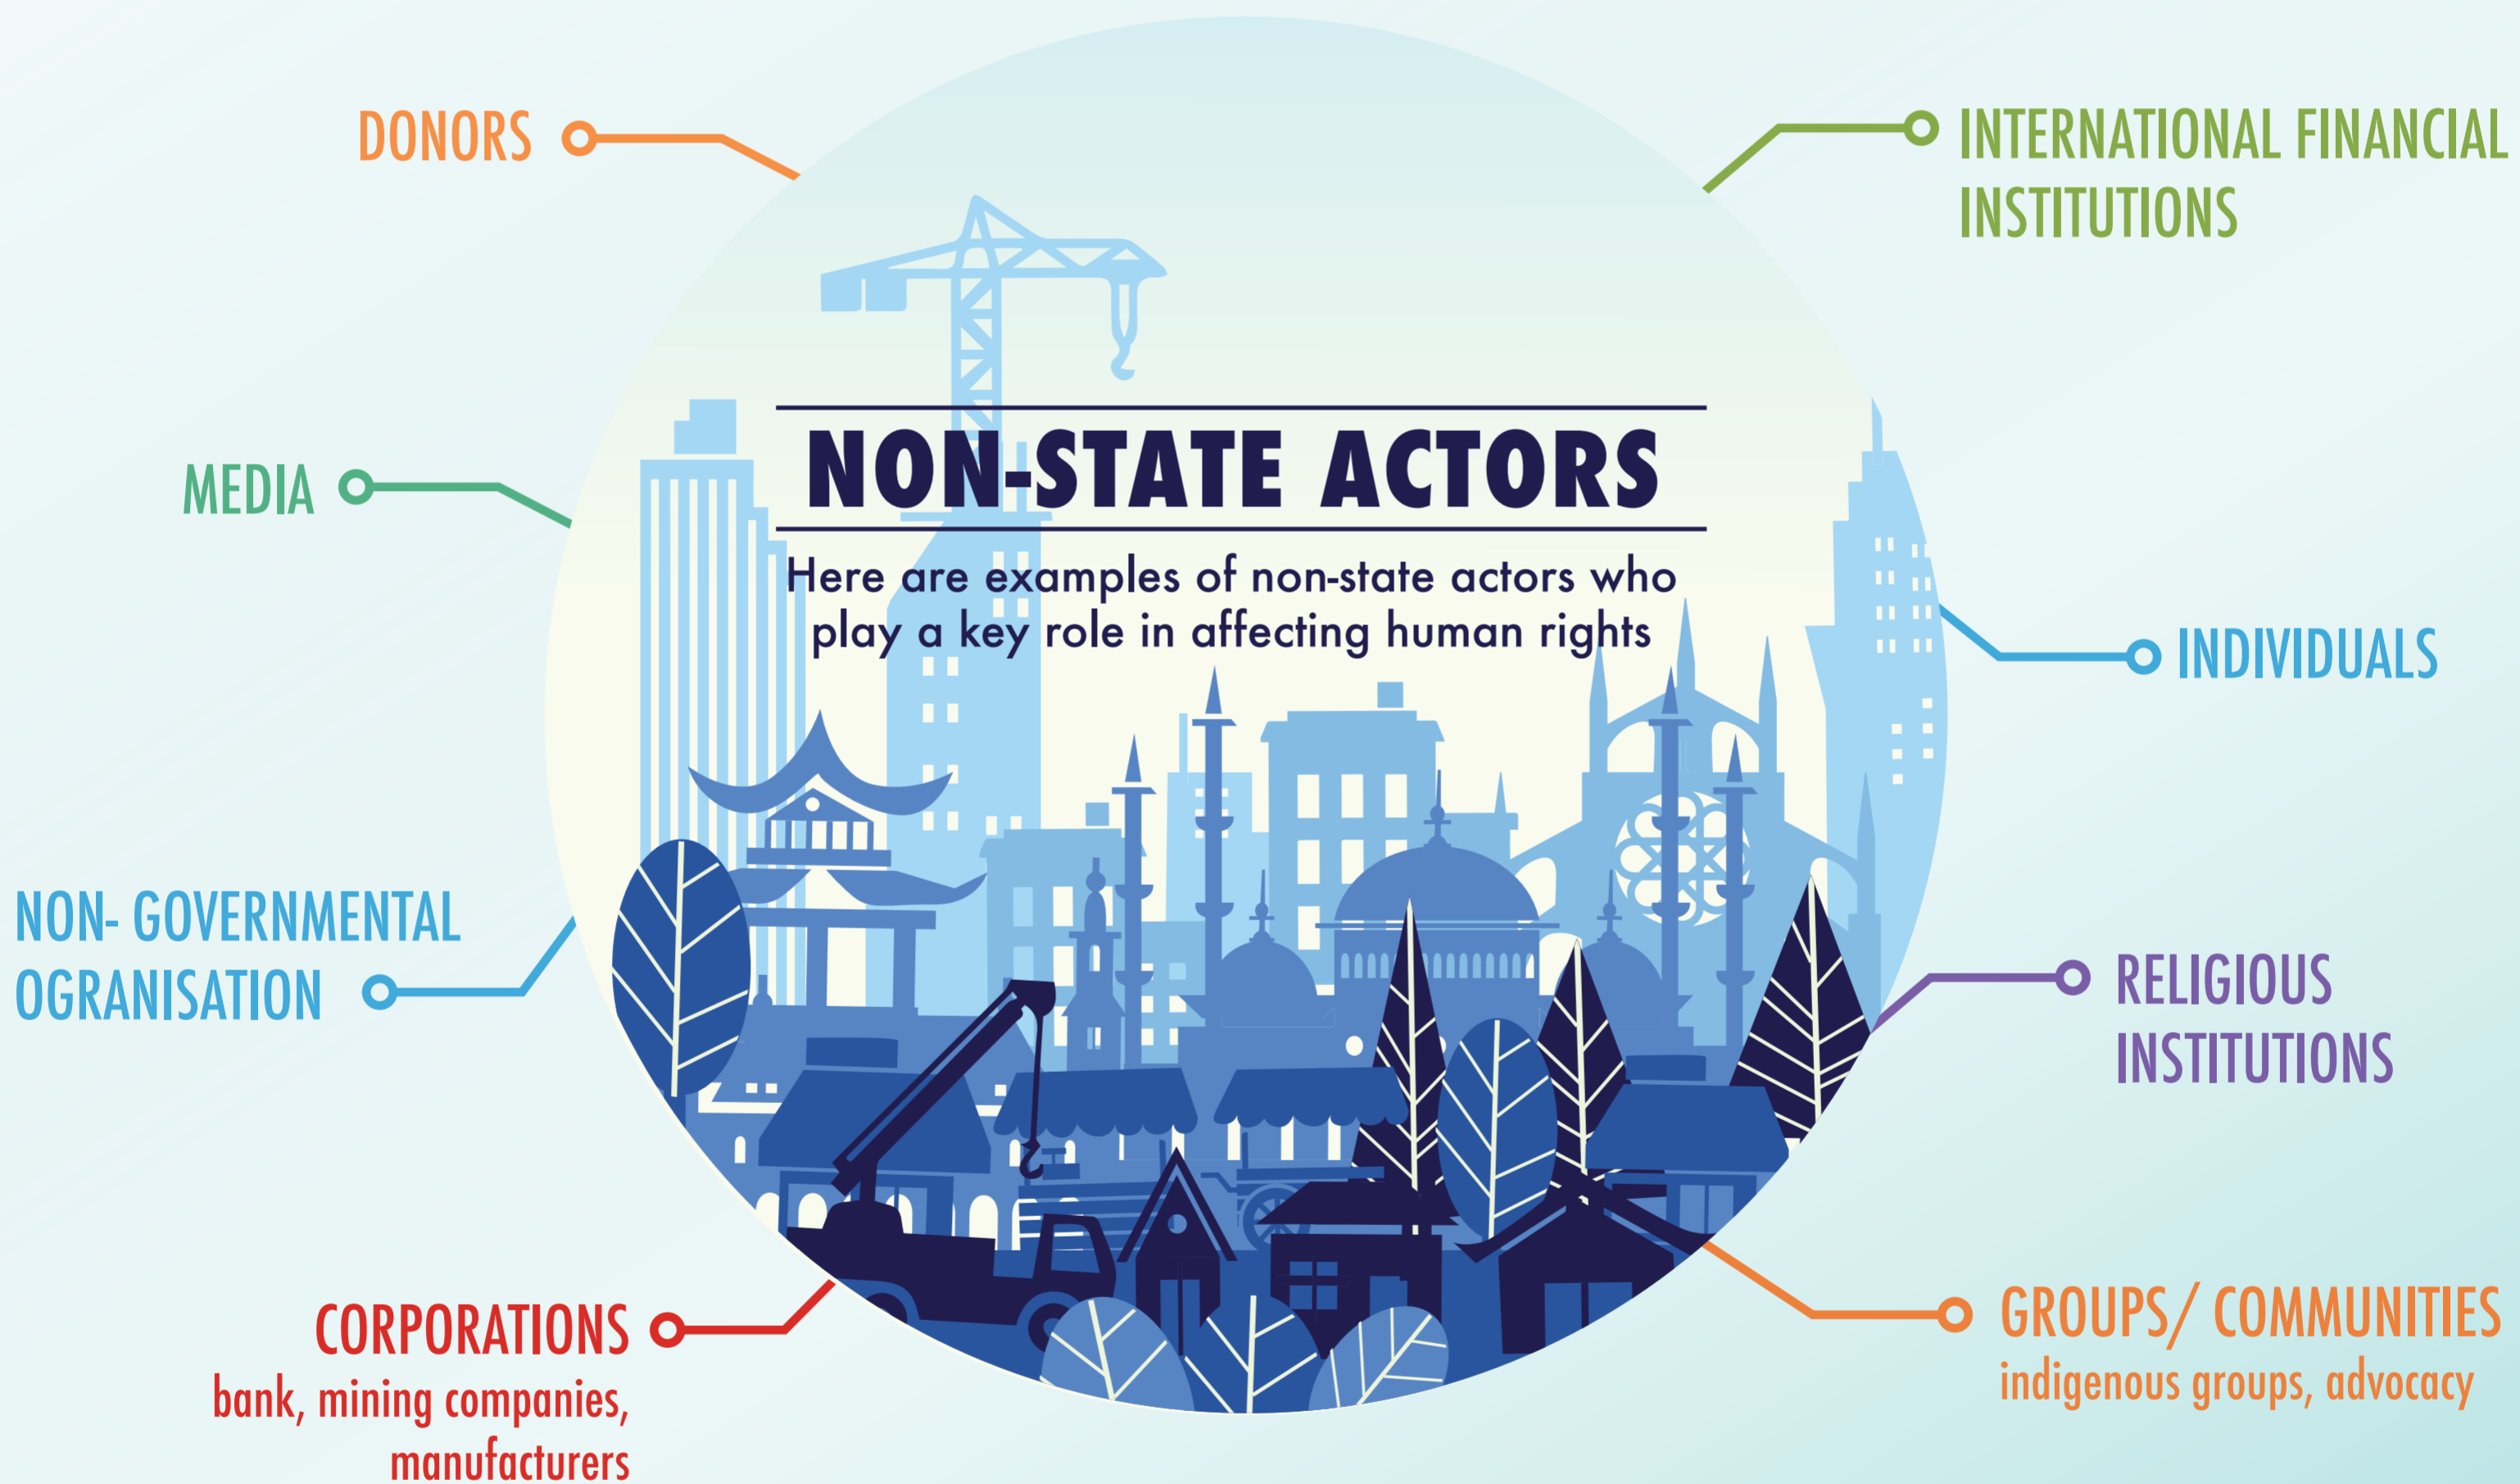 NON-STATE ACTORS
Here are examples of non-state actors who
play a key role in affecting human rights
DONORS
MEDIA
NON- GOVERNMENTAL
OGRANISATION
CORPORATIONS
bank, mining companies,
manufacturers
INTERNATIONAL FINANCIAL
INSTITUTIONS
INDIVIDUALS
RELIGIOUS
INSTITUTIONS
GROUPS/ COMMUNITIES
indigenous groups, advocacy